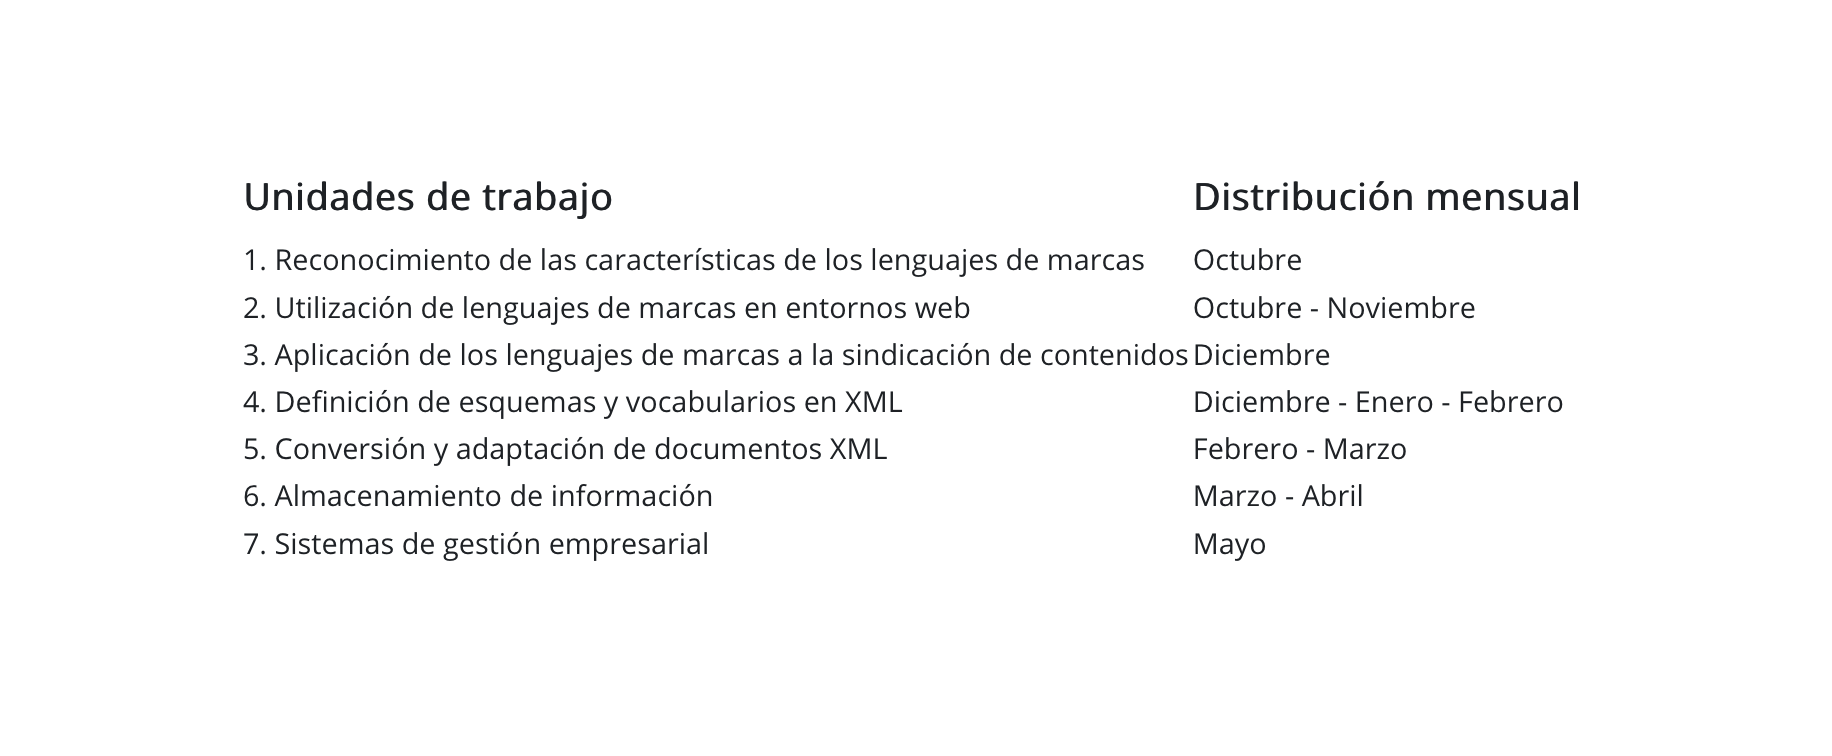 Unidades de trabajo Distribución mensual
1. Reconocimiento de las características de los lenguajes de marcas Octubre
2. Utilización de lenguajes de marcas en entornos web Octubre - Noviembre
3. Aplicación de los lenguajes de marcas a la sindicación de contenidos Diciembre
4. Definición de esquemas y vocabularios en XML Diciembre - Enero - Febrero
5. Conversión y adaptación de documentos XML Febrero - Marzo
6. Almacenamiento de información Marzo - Abril
7. Sistemas de gestión empresarial Mayo